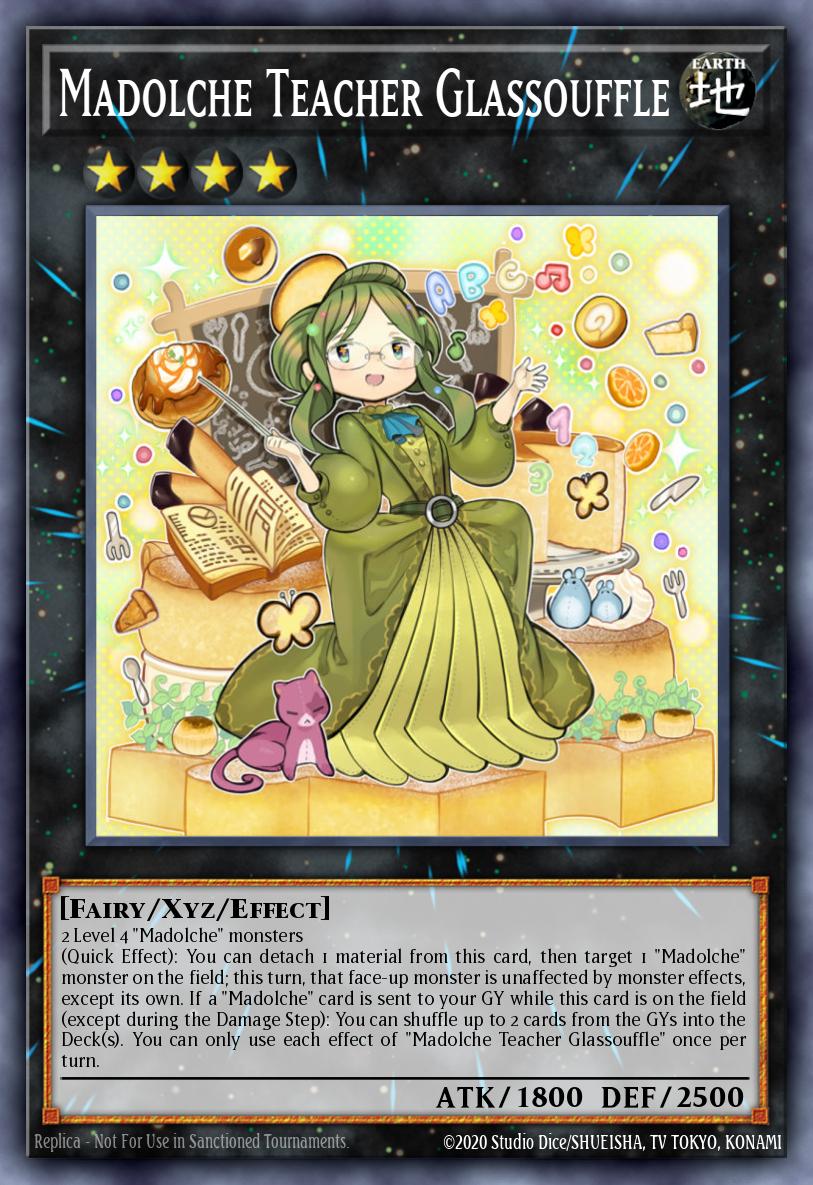 Madolche Teacher Glassouffle
EARTH
地
A B C
1
2
3
[Fairy/Xyz/Effect]
2 Level 4 "Madolche" monsters
(Quick Effect): You can detach 1 material from this card, then target 1 "Madolche"
monster on the field; this turn, that face-up monster is unaffected by monster effects,
except its own. If a "Madolche" card is sent to your GY while this card is on the field
(except during the Damage Step): You can shuffle up to 2 cards from the GYs into the
Deck(s). You can only use each effect of "Madolche Teacher Glassouffle" once per
turn.
ATK/1800 DEF/2500
Replica - Not For Use in Sanctioned Tournaments.
©2020 Studio Dice/SHUEISHA, TV TOKYO, KONAMI